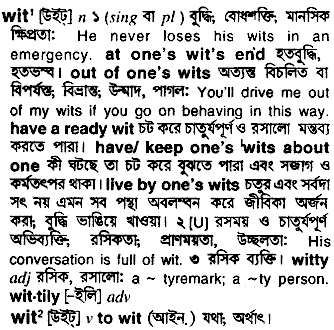 wit¹ [উইট্] n ১ (sing বা pl) বুদ্ধি; বোধশক্তি; মানসিক
ক্ষিপ্রতা: He never loses his wits in an
emergency. at one's wit's end হতবুদ্ধি,
হতভম্ব। out of one's wits অত্যন্ত বিচলিত বা
বিপর্যস্ত; বিভ্রান্ত; উন্মাদ, পাগল: You'll drive me out
of my wits if you go on behaving in this way.
have a ready wit চট করে চাতুর্যপূর্ণ ও রসালো মন্তব্য
করতে পারা। have/ keep one's wits about
one কী ঘটছে তা চট করে বুঝতে পারা এবং সজাগ ও
কর্মতৎপর থাকা। live by one's wits চতুর এবং সর্বদা
সৎ নয় এমন সব পন্থা অবলম্বন করে জীবিকা অর্জন
করা; বুদ্ধি ভাঙিয়ে খাওয়া। ২ [U] রসময় ও চাতুর্যপূর্ণ
অভিব্যক্তি; রসিকতা; প্রাণময়তা, উচ্ছলতা: His
conversation is full of wit. ৩ রসিক ব্যক্তি। witty
adj রসিক, রসালো: a ~ tyremark; a ~ty person.
wit·tily [–ইলি] adv
wit² [উইট্] v to wit (আইন.) যথা, অর্থাৎ।